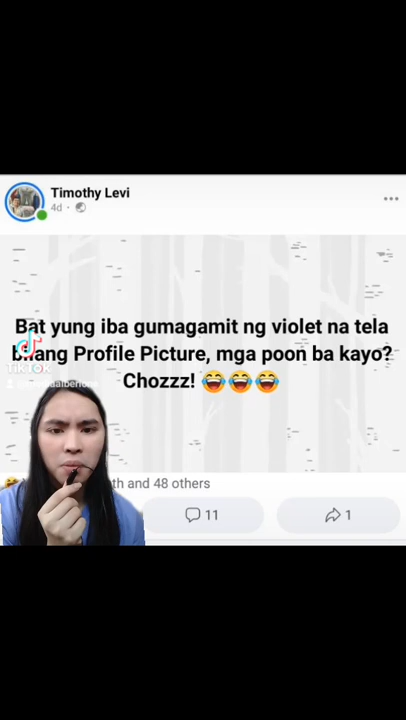 Timothy Levi
4d ·
Bat yung iba gumagamit ng violet na tela
bilang Profile Picture, mga poon ba kayo?
Chozzz! 😂😂😂
TikTok
th and 48 others
11
1